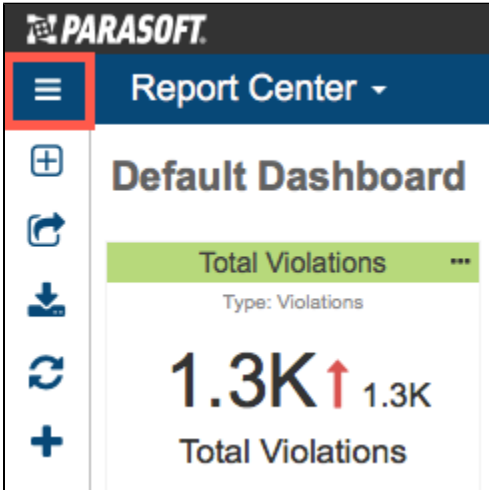 PARASOFT.
Report Center
Default Dashboard
Total Violations
Type: Violations
1.3K 1.3K
Total Violations